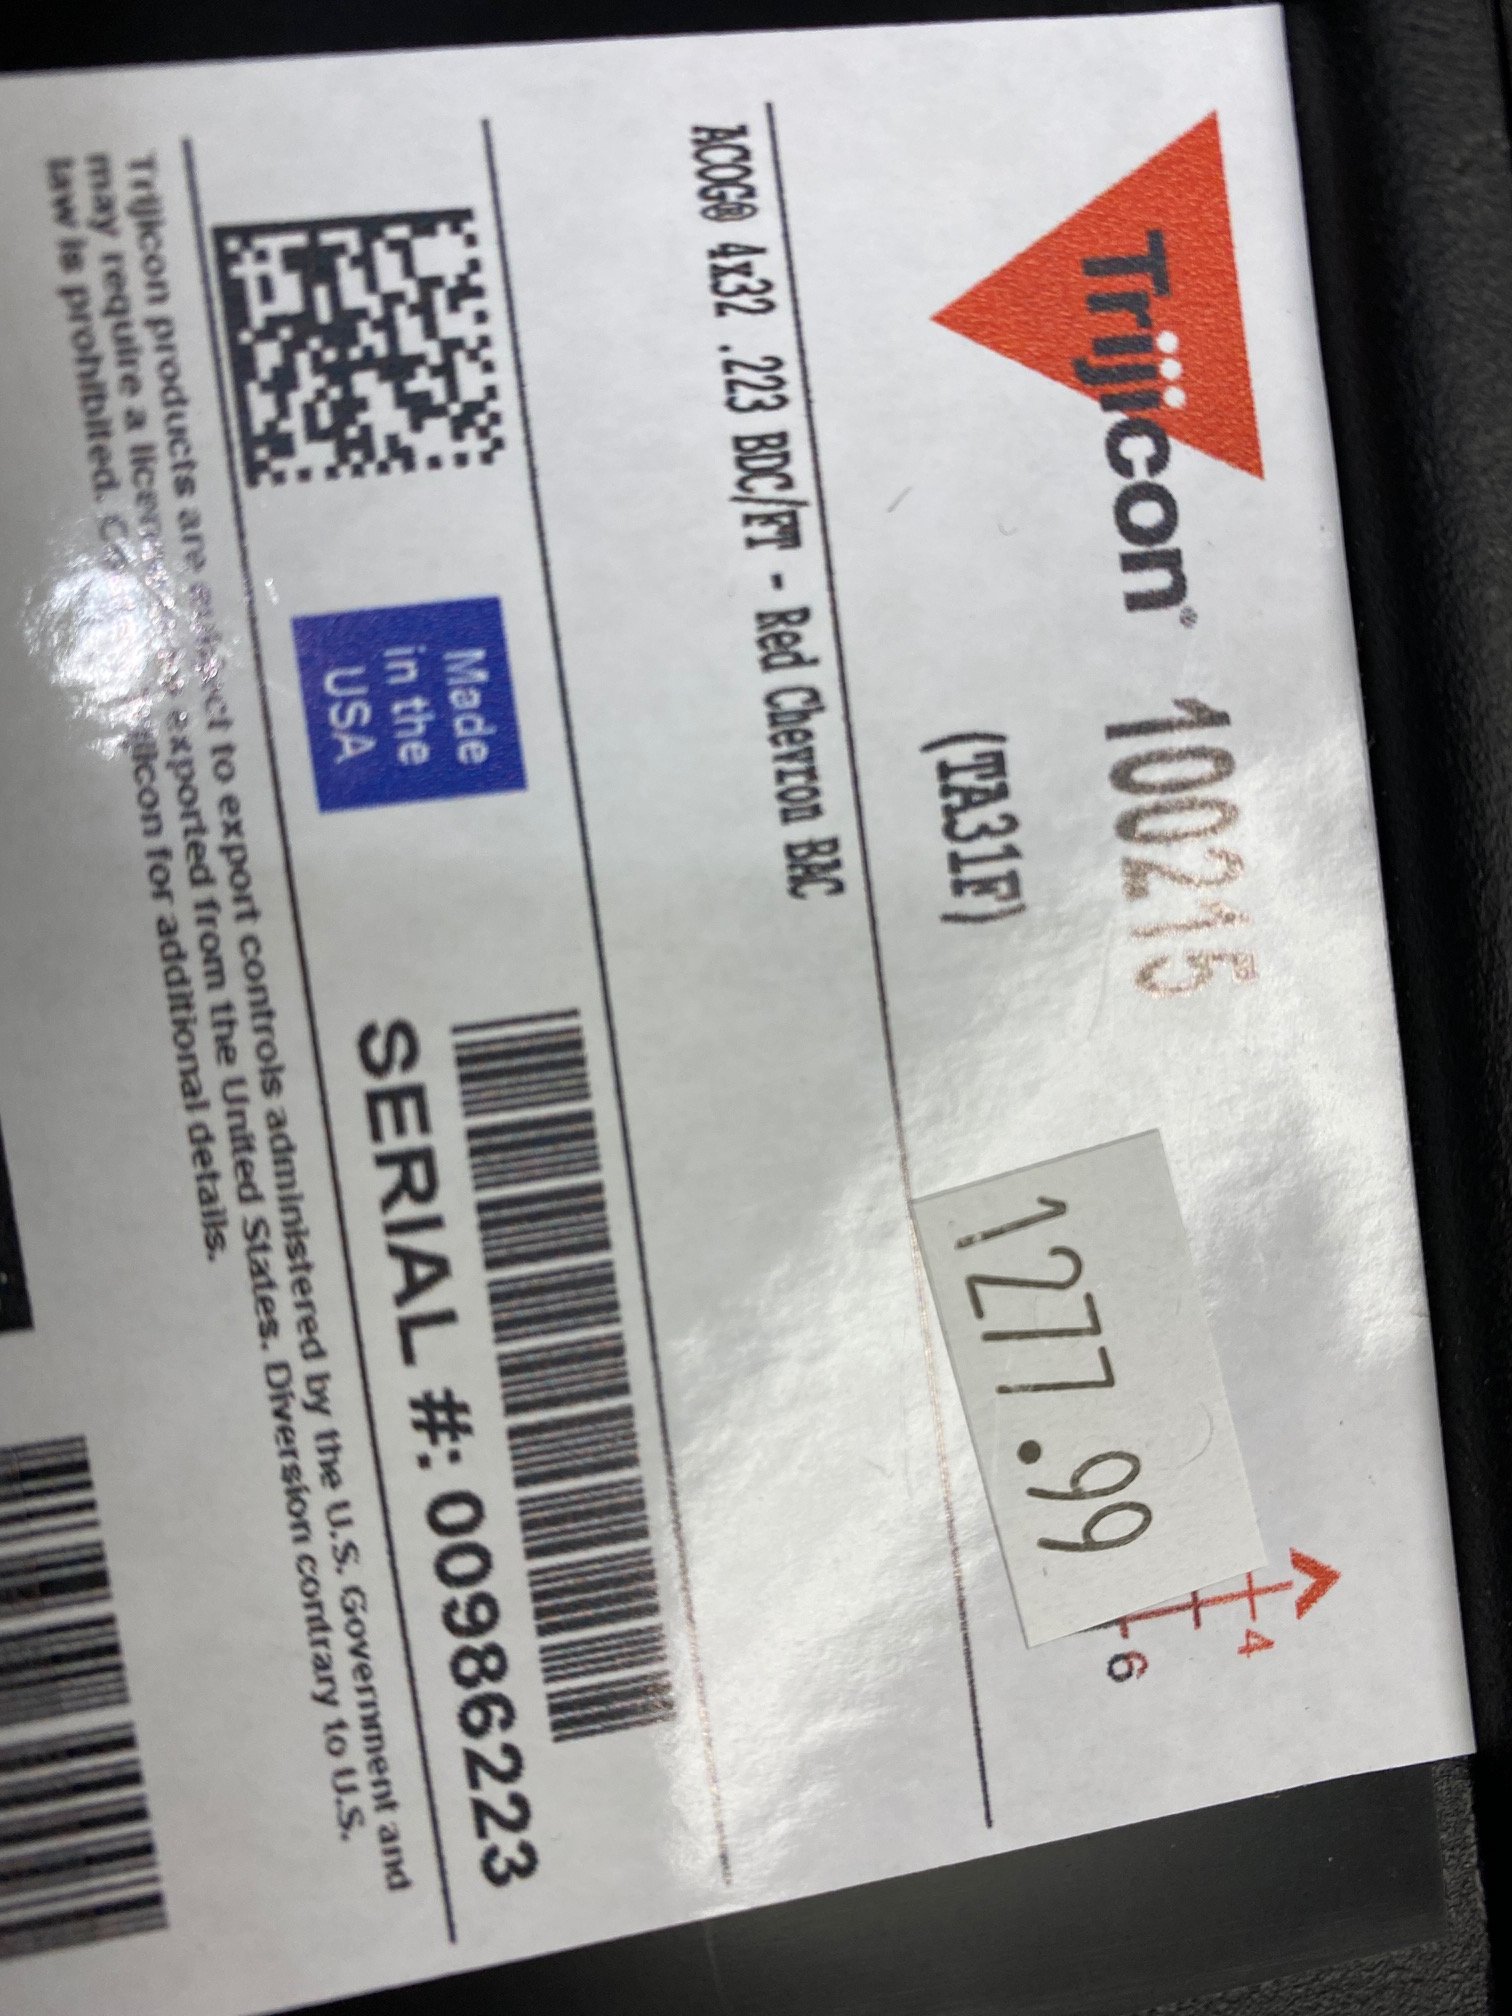 Trijicon® 100215
(TA31F)
1277.99
4
6
ACOG® 4x32 .223 BDC/FT - Red Chevron BAC
Made
in the
USA
SERIAL #: 00986223
Trijicon products are subject to export controls administered by the U.S. Government and
may require a license exported from the United States. Diversion contrary to U.S.
law is prohibited. Trijicon for additional details.